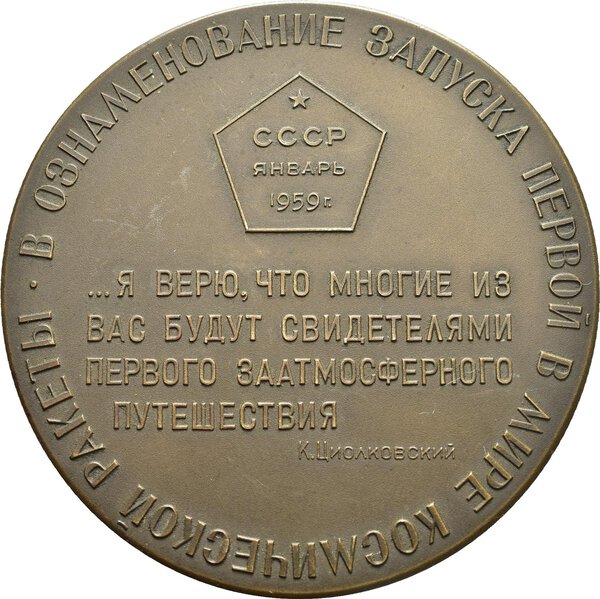 В ОЗНАМЕНОВАНИЕ ЗАПУСКА ПЕРВОЙ В МИРЕ КОСМИЧЕСКОЙ РАКЕТЫ ·
СССР
ЯНВАРЬ
1959 г.
...Я ВЕРЮ, ЧТО МНОГИЕ ИЗ
ВАС БУДУТ СВИДЕТЕЛЯМИ
ПЕРВОГО ЗААТМОСФЕРНОГО
ПУТЕШЕСТВИЯ
К. Циолковский